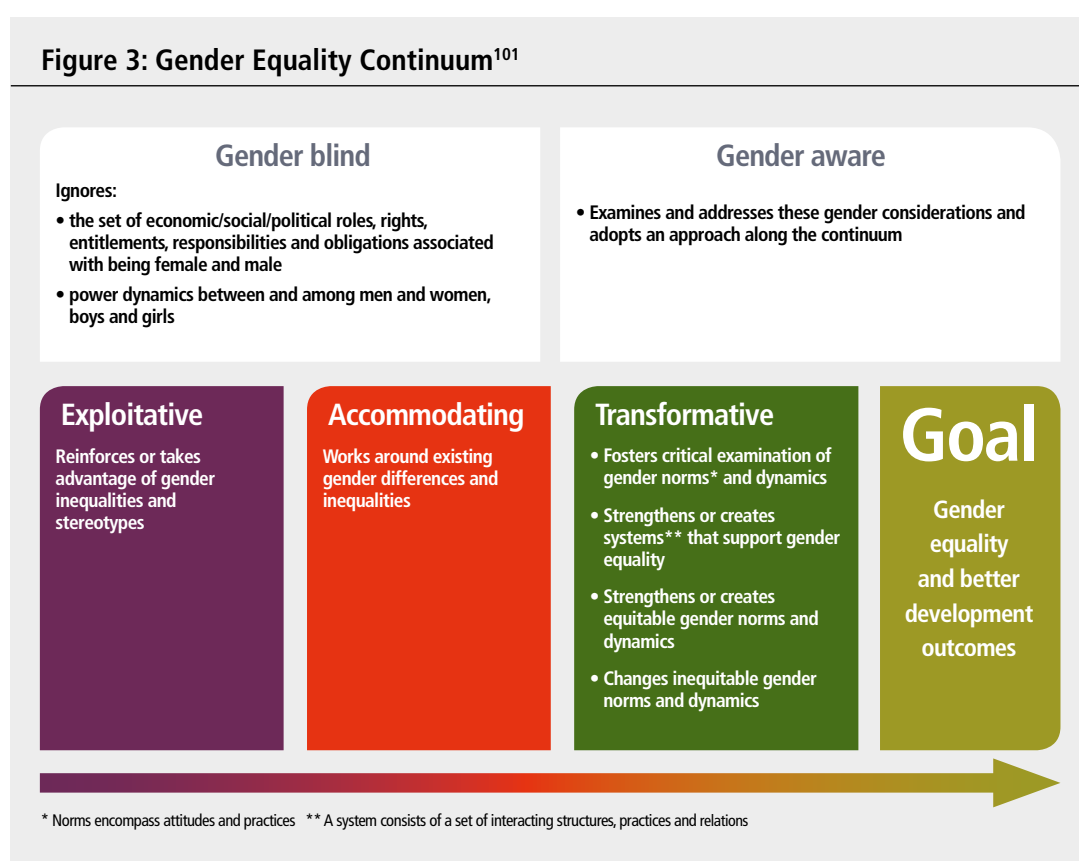 Figure 3: Gender Equality Continuum101
Gender blind
Ignores:
• the set of economic/social/political roles, rights,
entitlements, responsibilities and obligations associated
with being female and male
• power dynamics between and among men and women,
boys and girls
Gender aware
• Examines and addresses these gender considerations and
adopts an approach along the continuum
Exploitative
Reinforces or takes
advantage of gender
inequalities and
stereotypes
Accommodating
Works around existing
gender differences and
inequalities
Transformative
• Fosters critical examination of
gender norms* and dynamics
• Strengthens or creates
systems** that support gender
equality
• Strengthens or creates
equitable gender norms and
dynamics
• Changes inequitable gender
norms and dynamics
Goal
Gender
equality
and better
development
outcomes
* Norms encompass attitudes and practices ** A system consists of a set of interacting structures, practices and relations